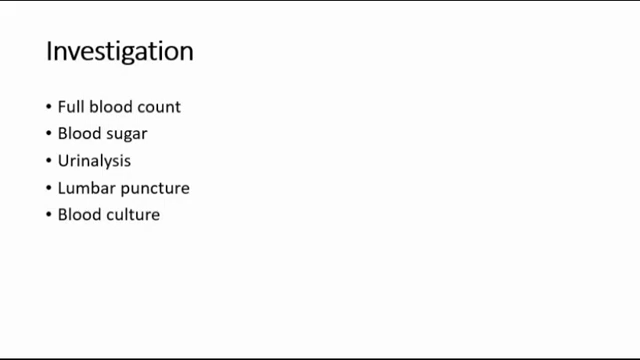 Investigation
• Full blood count
• Blood sugar
• Urinalysis
• Lumbar puncture
• Blood culture